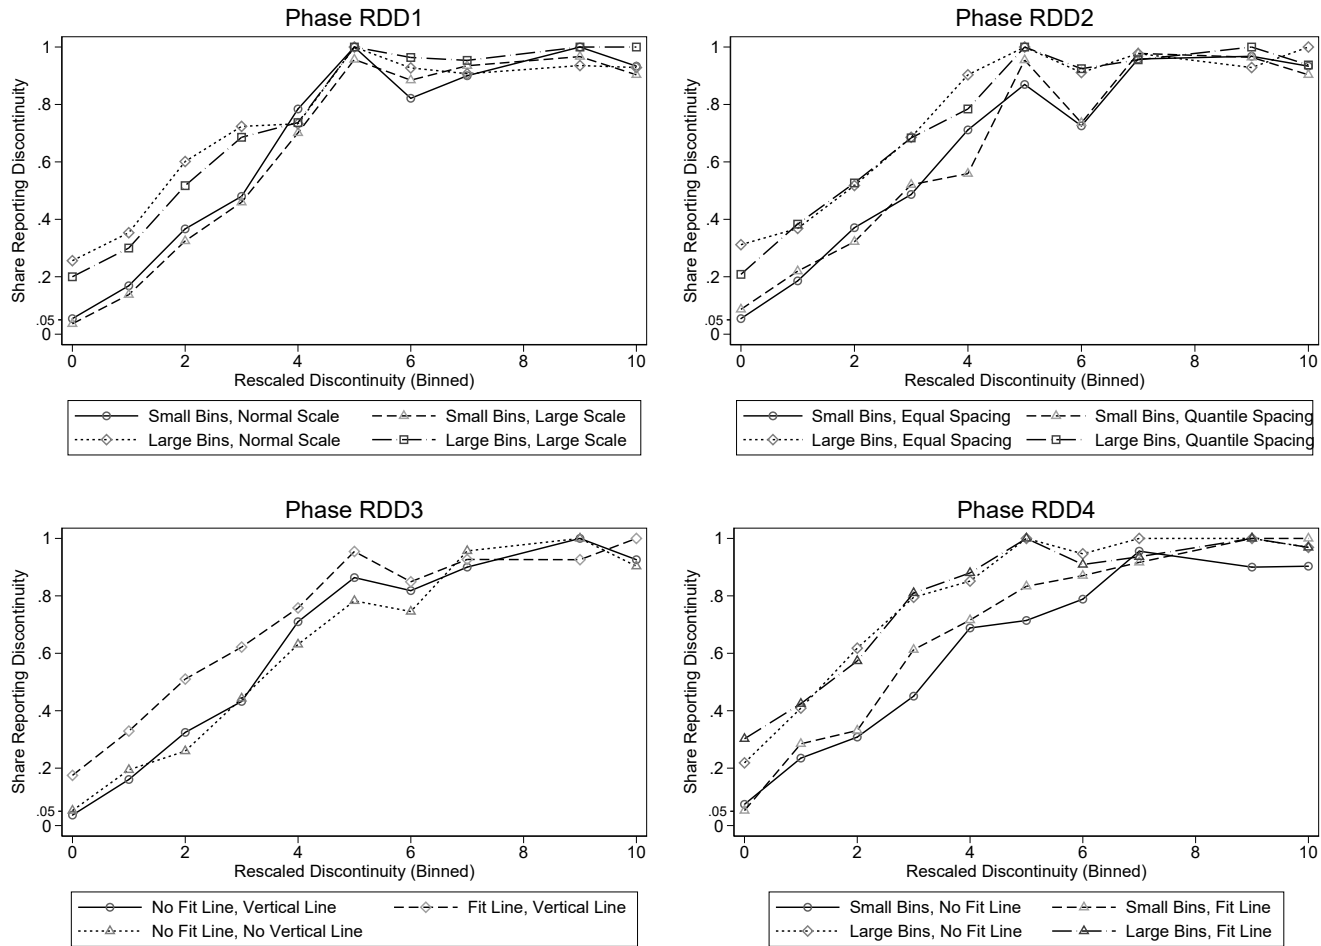 Phase RDD1
Share Reporting Discontinuity
1
.8
.6
.4
.2
.05
0
0 2 4 6 8 10
Rescaled Discontinuity (Binned)
Small Bins, Normal Scale Small Bins, Large Scale
Large Bins, Normal Scale Large Bins, Large Scale
Phase RDD2
Share Reporting Discontinuity
1
.8
.6
.4
.2
.05
0
0 2 4 6 8 10
Rescaled Discontinuity (Binned)
Small Bins, Equal Spacing Small Bins, Quantile Spacing
Large Bins, Equal Spacing Large Bins, Quantile Spacing
Phase RDD3
Share Reporting Discontinuity
1
.8
.6
.4
.2
.05
0
0 2 4 6 8 10
Rescaled Discontinuity (Binned)
No Fit Line, Vertical Line Fit Line, Vertical Line
No Fit Line, No Vertical Line
Phase RDD4
Share Reporting Discontinuity
1
.8
.6
.4
.2
.05
0
0 2 4 6 8 10
Rescaled Discontinuity (Binned)
Small Bins, No Fit Line Small Bins, Fit Line
Large Bins, No Fit Line Large Bins, Fit Line